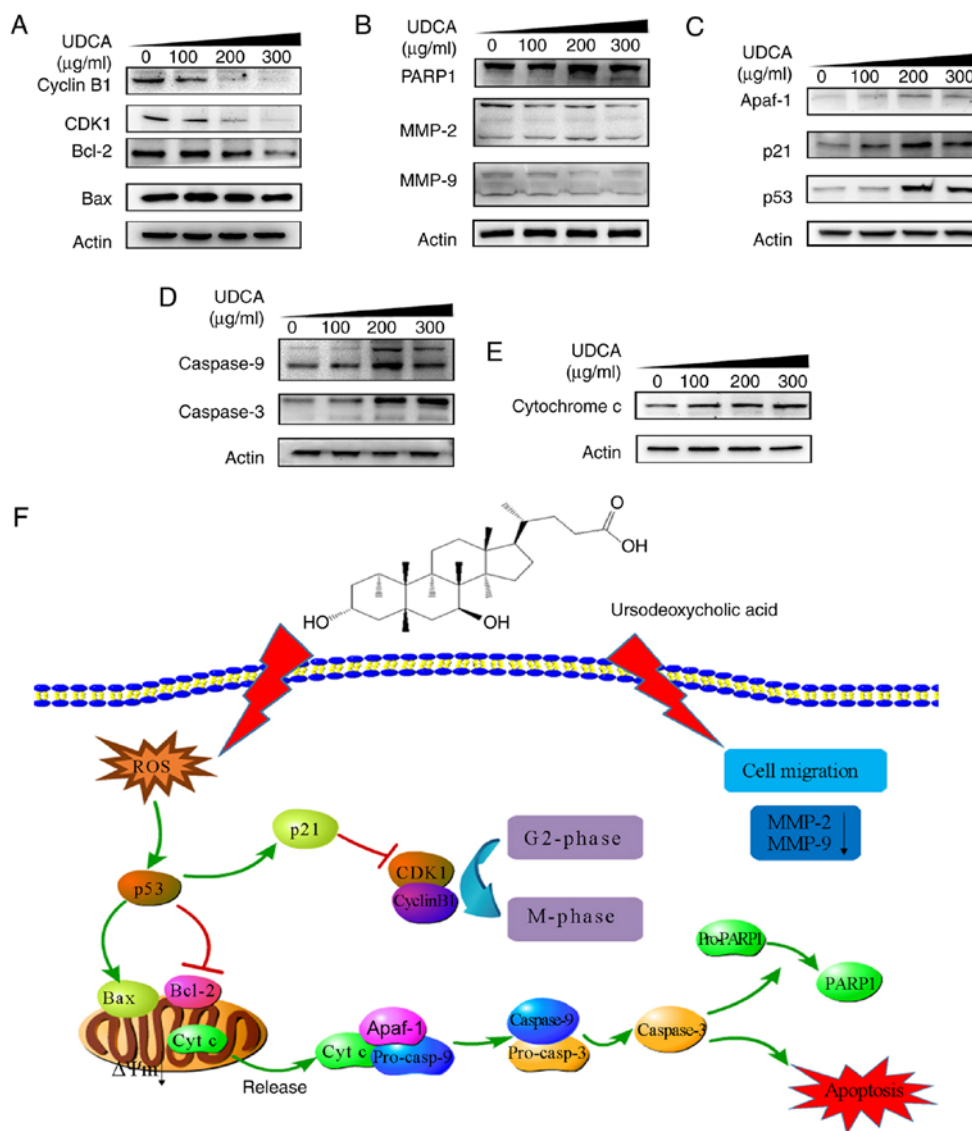 A
UDCA
(µg/ml)
0 100 200 300
Cyclin B1
CDK1
Bcl-2
Bax
Actin
B
UDCA
(µg/ml)
0 100 200 300
PARP1
MMP-2
MMP-9
Actin
C
UDCA
(µg/ml)
0 100 200 300
Apaf-1
p21
p53
Actin
D
UDCA
(µg/ml)
0 100 200 300
Caspase-9
Caspase-3
Actin
E
UDCA
(µg/ml)
0 100 200 300
Cytochrome c
Actin
F
O
OH
HO
OH
Ursodeoxycholic acid
ROS
Cell migration
MMP-2
MMP-9
p21
G2-phase
CDK1
CyclinB1
M-phase
p53
Pro-PARP1
PARP1
Bax
Bcl-2
Cyt c
ΔΨm
Release
Cyt c
Apaf-1
Pro-casp-9
Caspase-9
Pro-casp-3
Caspase-3
Apoptosis